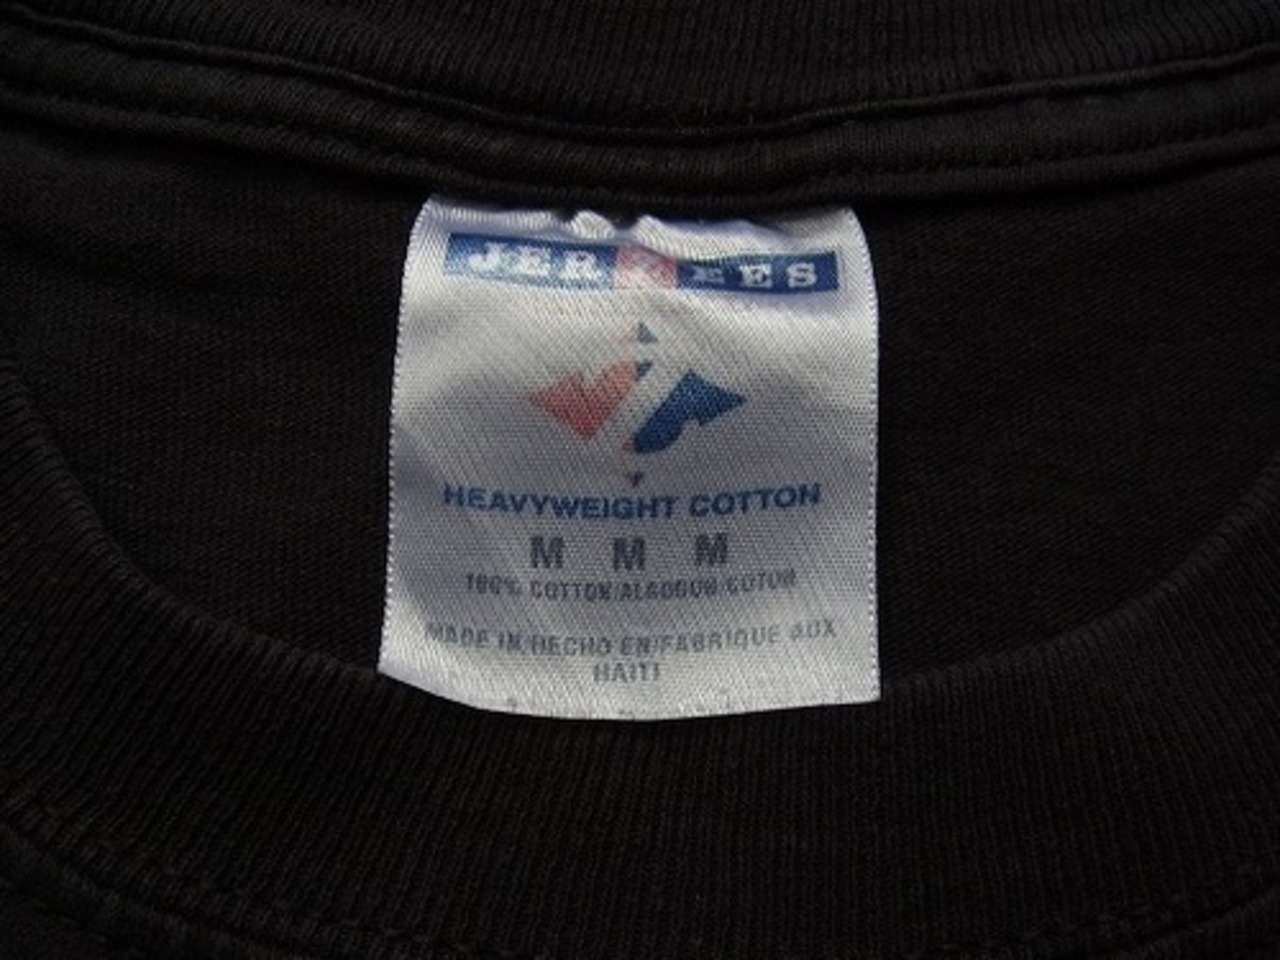 JERZEES
HEAVYWEIGHT COTTON
M M M
100% COTTON/ALGODON/COTON
MADE IN/HECHO EN/FABRIQUE AUX
HAITI